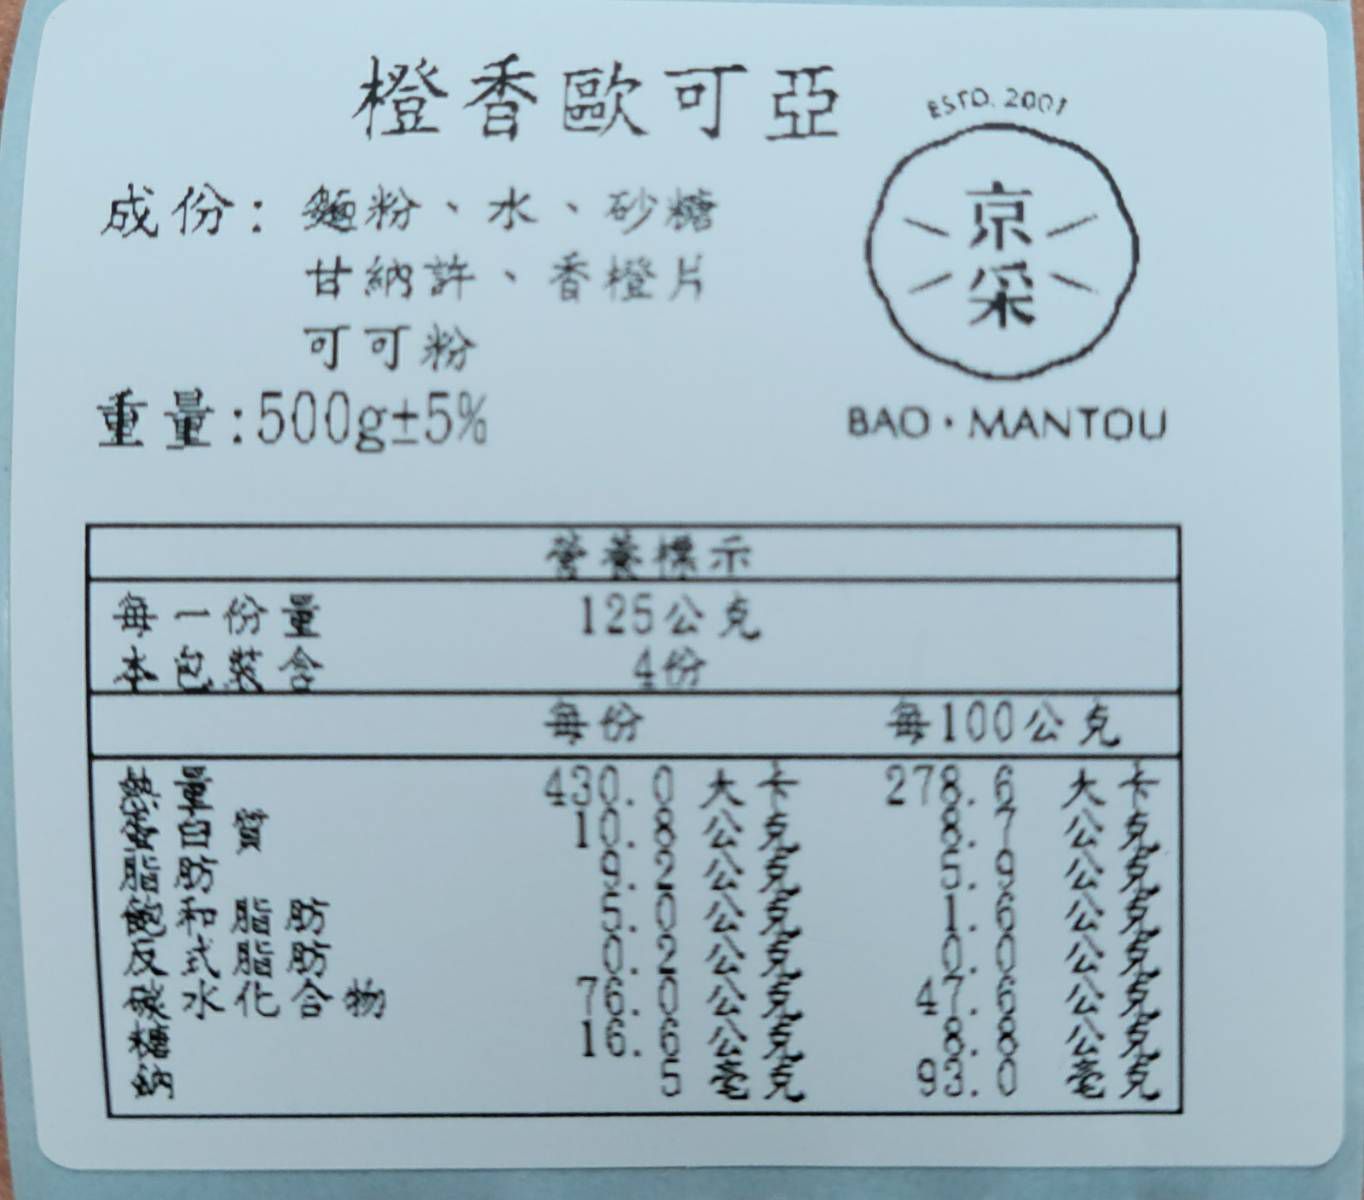 橙香歐可亞
ESTD. 2001
成份：麵粉、水、砂糖
甘納許、香橙片
可可粉
京采
重量:500g±5%
BAO・MANTOU
營養標示
每一份量 125公克
本包裝含 4份
每份 每100公克
熱量 430.0 大卡 278.6 大卡
蛋白質 10.8 公克 8.7 公克
脂肪 9.2 公克 5.9 公克
飽和脂肪 5.0 公克 1.6 公克
反式脂肪 0.2 公克 0.0 公克
碳水化合物 76.0 公克 47.6 公克
糖 16.6 公克 8.8 公克
鈉 5 毫克 93.0 毫克